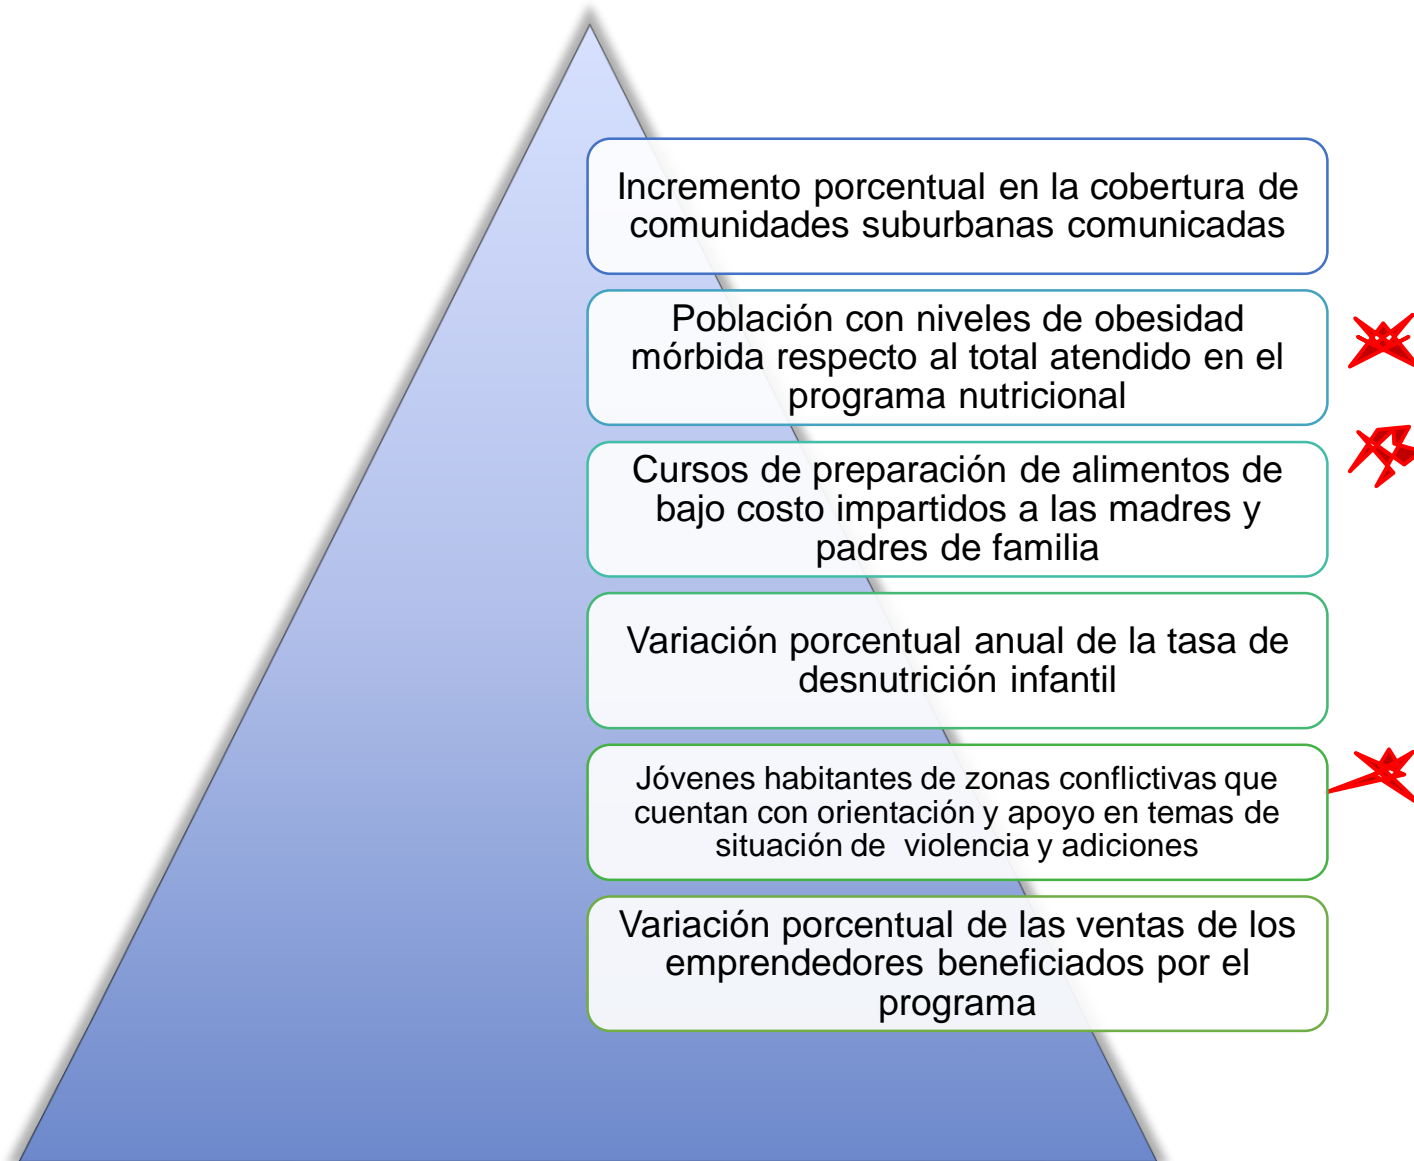 Incremento porcentual en la cobertura de
comunidades suburbanas comunicadas
Población con niveles de obesidad
mórbida respecto al total atendido en el
programa nutricional
Cursos de preparación de alimentos de
bajo costo impartidos a las madres y
padres de familia
Variación porcentual anual de la tasa de
desnutrición infantil
Jóvenes habitantes de zonas conflictivas que
cuentan con orientación y apoyo en temas de
situación de  violencia y adiciones
Variación porcentual de las ventas de los
emprendedores beneficiados por el
programa